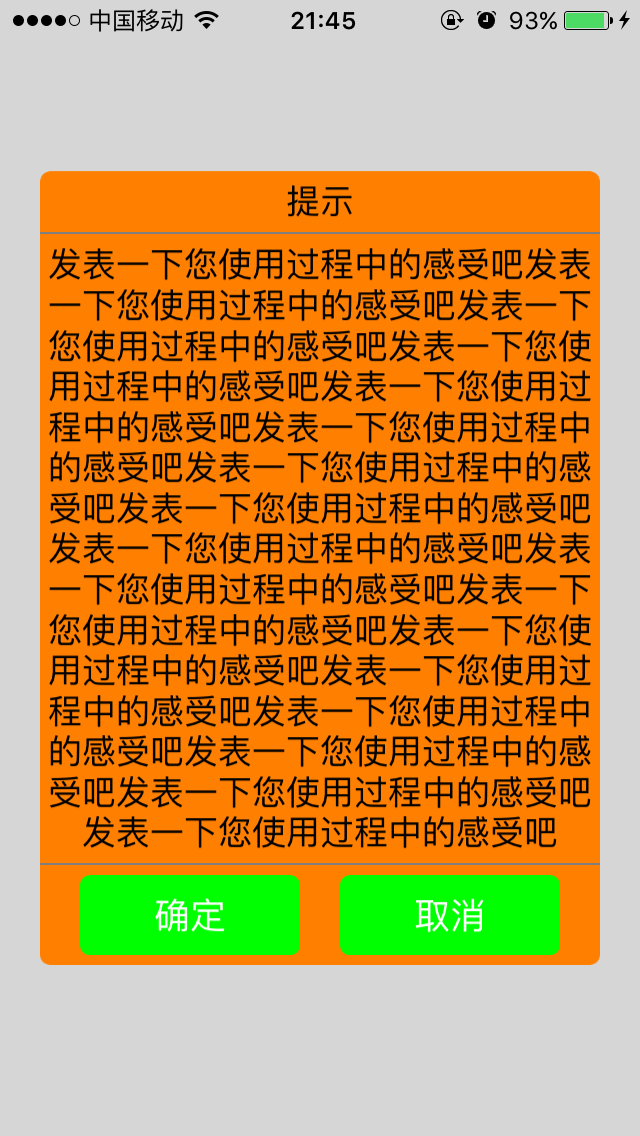 中国移动 21:45 93%
提示
发表一下您使用过程中的感受吧发表
一下您使用过程中的感受吧发表一下
您使用过程中的感受吧发表一下您使
用过程中的感受吧发表一下您使用过
程中的感受吧发表一下您使用过程中
的感受吧发表一下您使用过程中的感
受吧发表一下您使用过程中的感受吧
发表一下您使用过程中的感受吧发表
一下您使用过程中的感受吧发表一下
您使用过程中的感受吧发表一下您使
用过程中的感受吧发表一下您使用过
程中的感受吧发表一下您使用过程中
的感受吧发表一下您使用过程中的感
受吧发表一下您使用过程中的感受吧
发表一下您使用过程中的感受吧
确定 取消